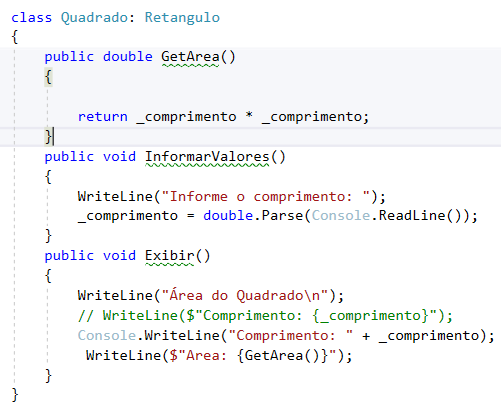 class Quadrado: Retangulo
{
    public double GetArea()
    {

        return _comprimento * _comprimento;
    }
    public void InformarValores()
    {
        WriteLine("Informe o comprimento: ");
        _comprimento = double.Parse(Console.ReadLine());
    }
    public void Exibir()
    {
        WriteLine("Área do Quadrado\n");
        // WriteLine($"Comprimento: {_comprimento}");
        Console.WriteLine("Comprimento: " + _comprimento);
         WriteLine($"Area: {GetArea()}");
    }
}